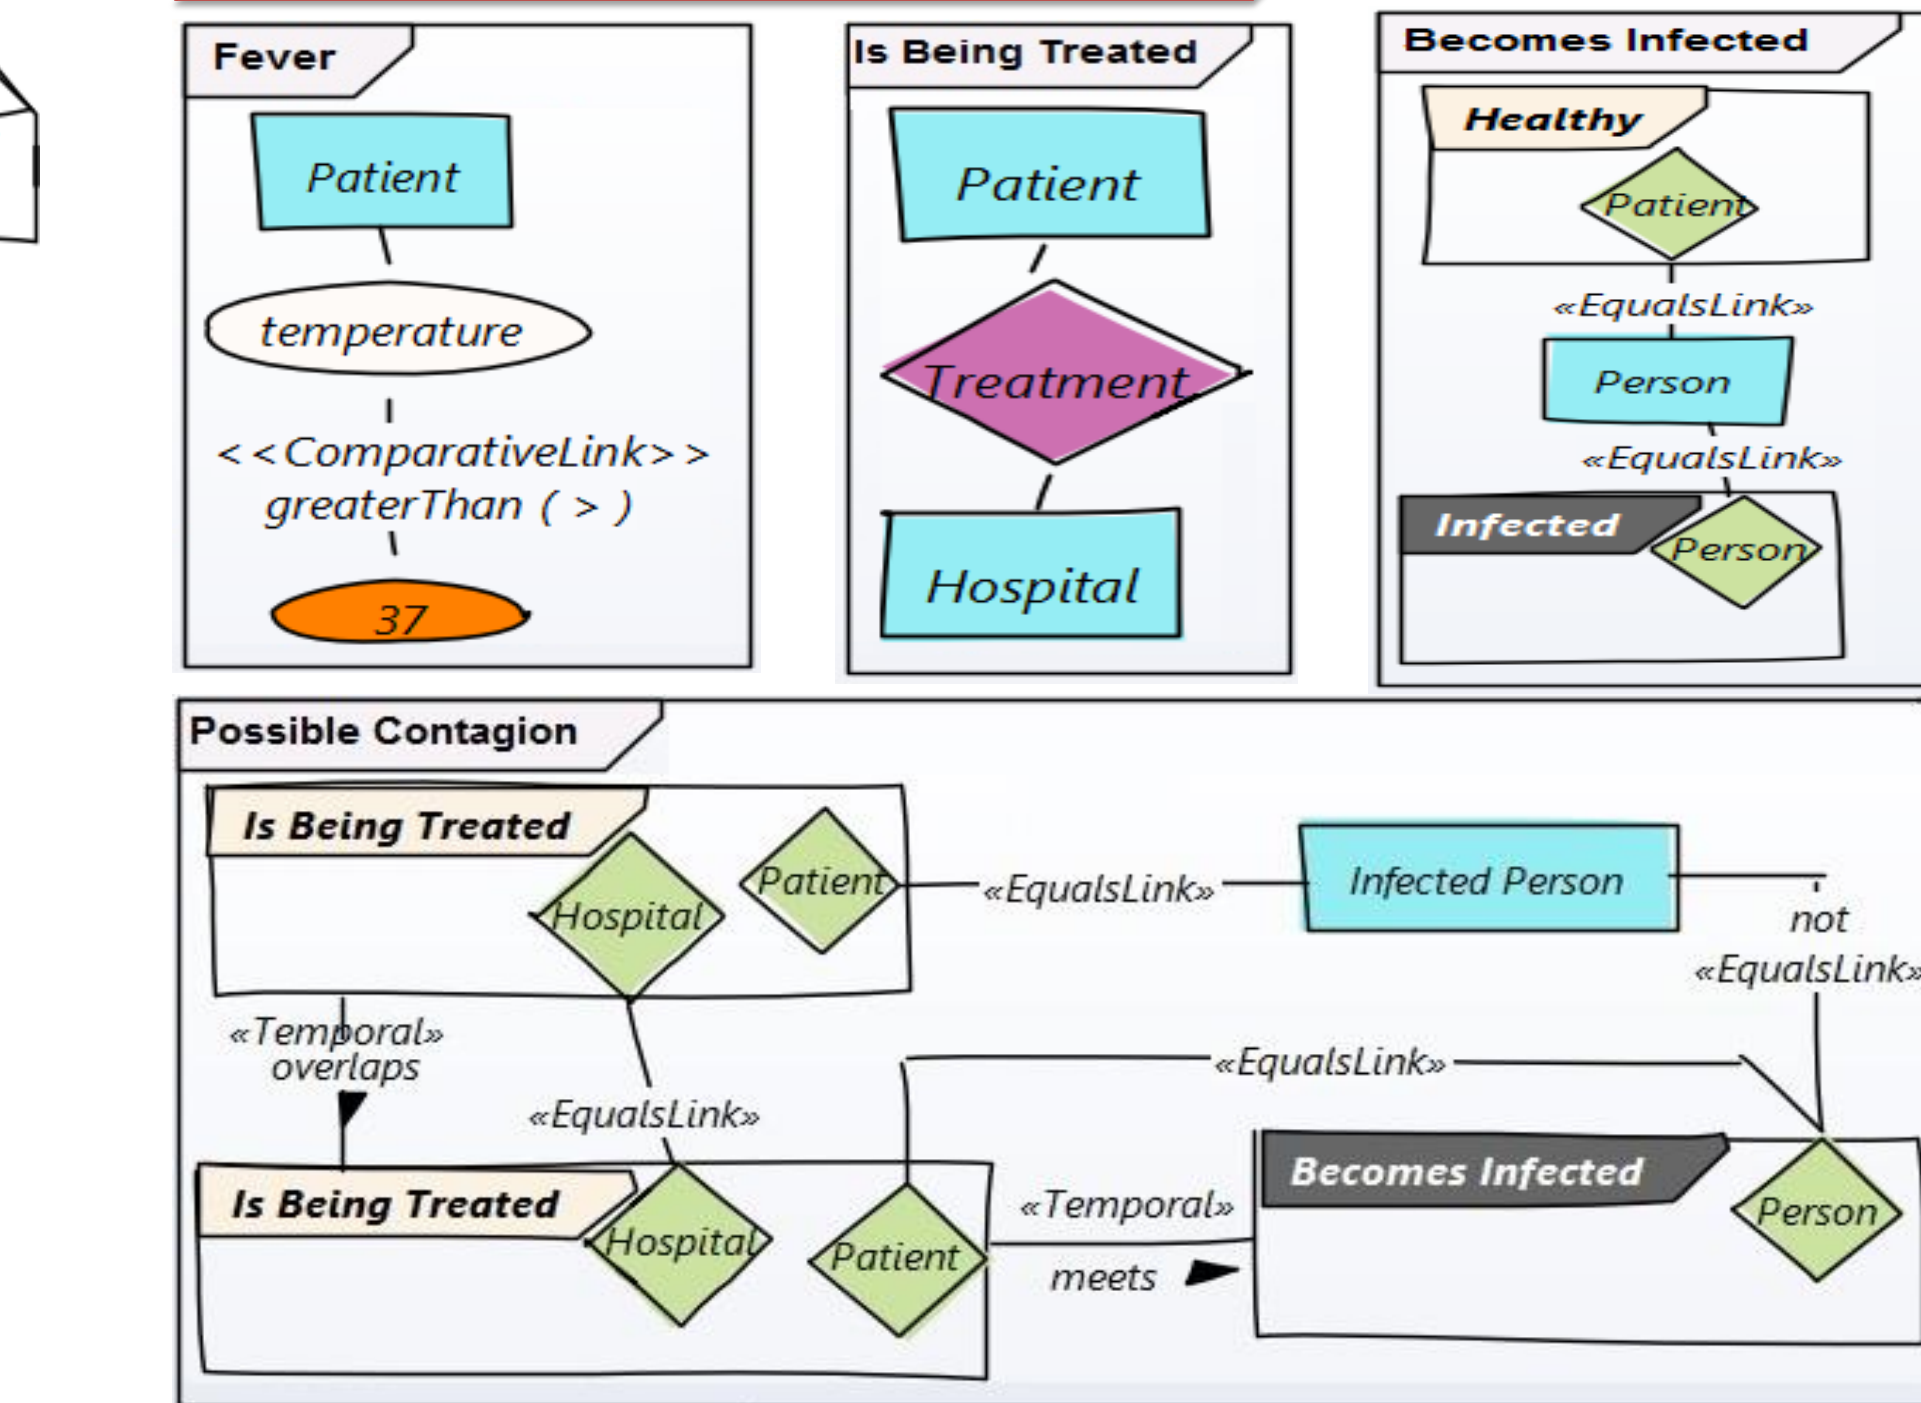 Fever
Patient
temperature
<<ComparativeLink>>
greaterThan ( > )
37
Is Being Treated
Patient
Treatment
Hospital
Becomes Infected
Healthy
Patient
«EqualsLink»
Person
«EqualsLink»
Infected
Person
Possible Contagion
Is Being Treated
Hospital
Patient
«EqualsLink»
Infected Person
not
«EqualsLink»
«Temporal»
overlaps
«EqualsLink»
«EqualsLink»
Is Being Treated
Hospital
Patient
«Temporal»
meets
Becomes Infected
Person